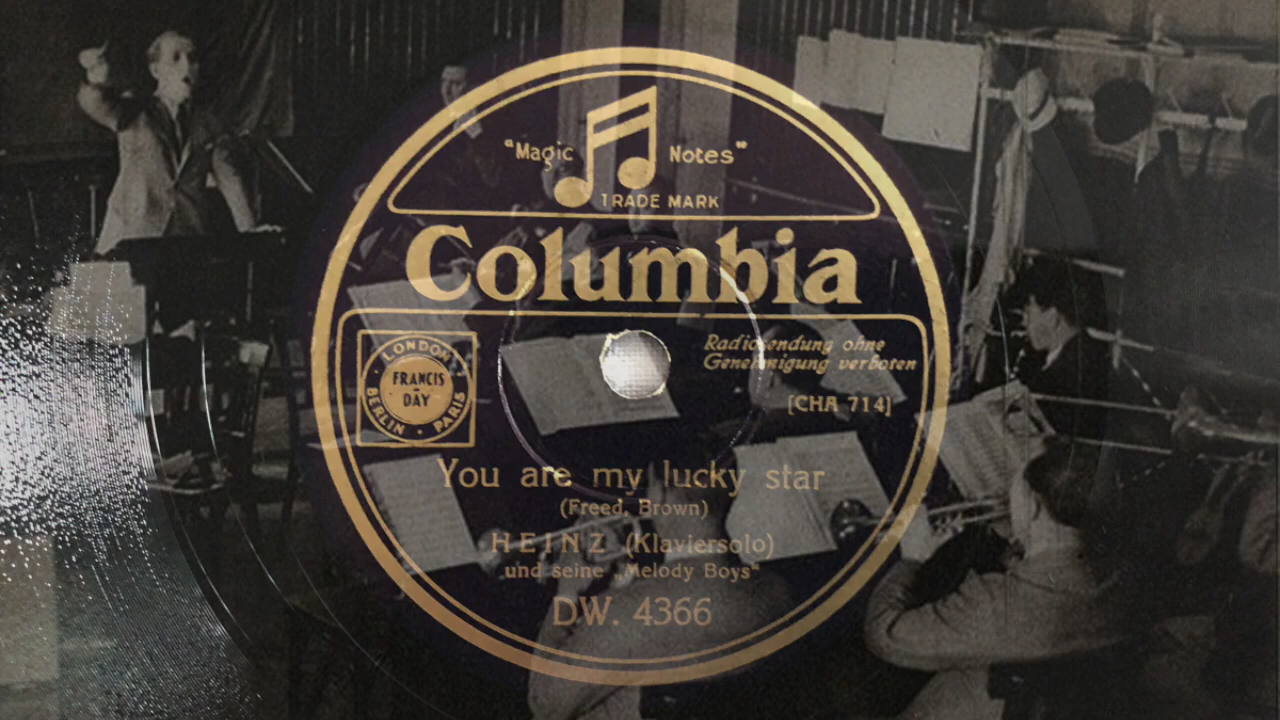 "Magic Notes"
TRADE MARK
Columbia
LONDON
FRANCIS
-
DAY
BERLIN • PARIS
Radiosendung ohne
Genehmigung verboten
[CHA 714]
You are my lucky star
(Freed, Brown)
HEINZ (Klaviersolo)
und seine „Melody Boys"
DW. 4366